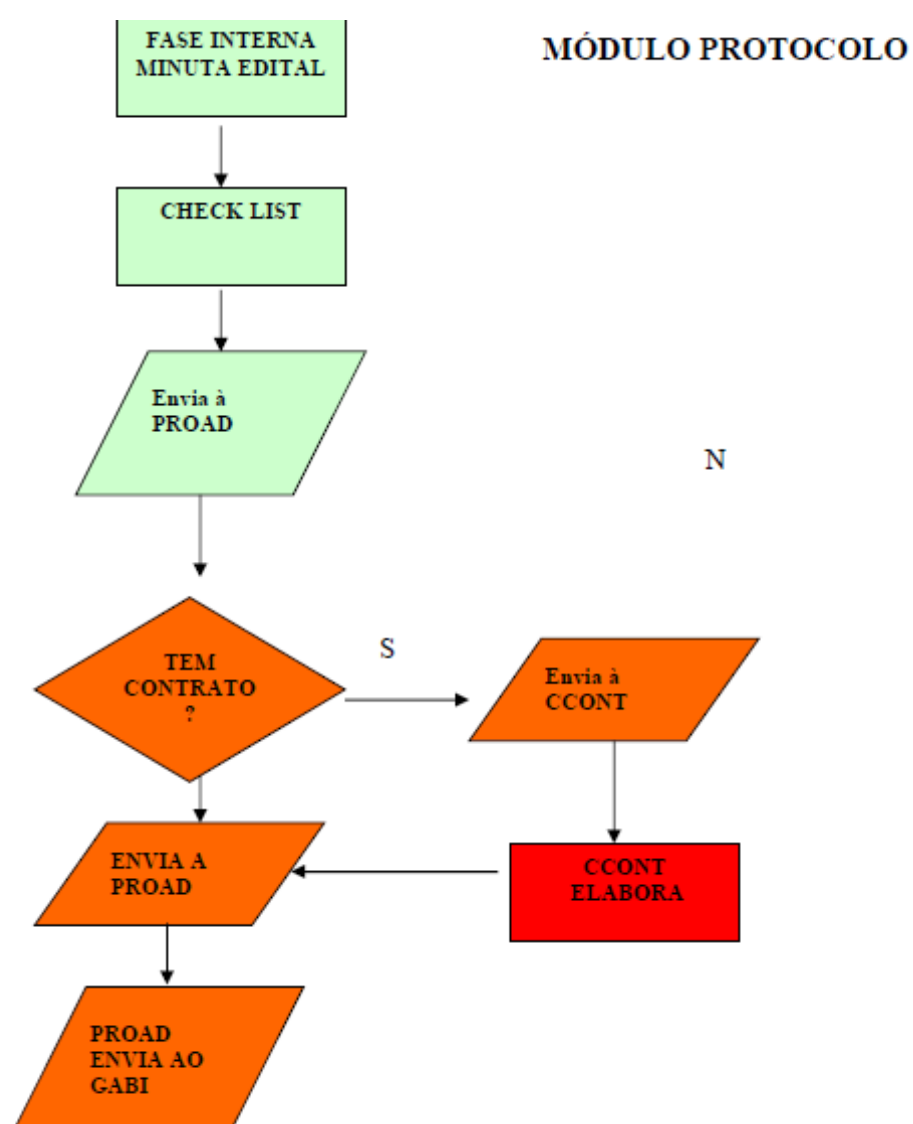 FASE INTERNA
MINUTA EDITAL
MÓDULO PROTOCOLO
CHECK LIST
Envia à
PROAD
N
TEM
CONTRATO
?
S
Envia à
CCONT
ENVIA A
PROAD
CCONT
ELABORA
PROAD
ENVIA AO
GABI